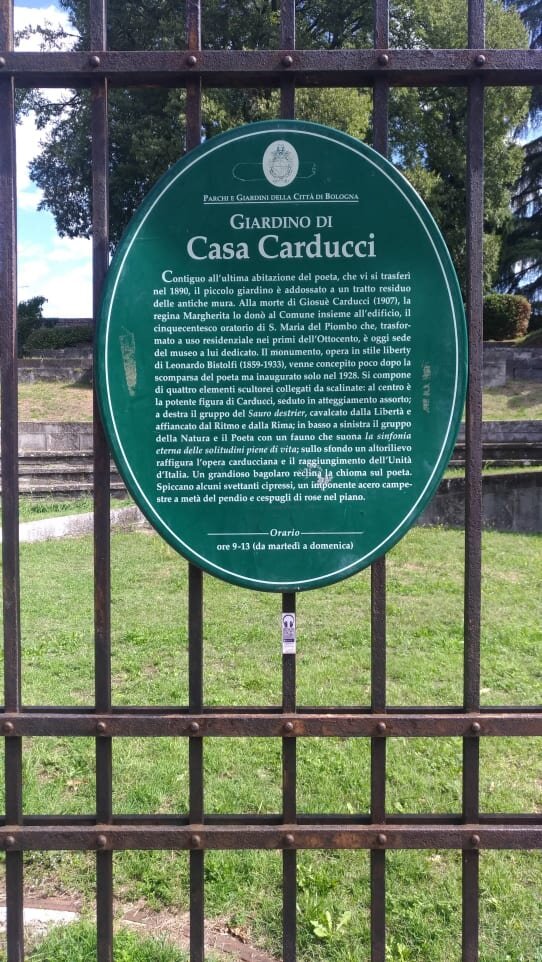 PARCHI E GIARDINI DELLA CITTÀ DI BOLOGNA
GIARDINO DI
Casa Carducci
Contiguo all'ultima abitazione del poeta, che vi si trasferì
nel 1890, il piccolo giardino è addossato a un tratto residuo
delle antiche mura. Alla morte di Giosuè Carducci (1907), la
regina Margherita lo donò al Comune insieme all'edificio, il
cinquecentesco oratorio di S. Maria del Piombo che, trasfor-
mato a uso residenziale nei primi dell'Ottocento, è oggi sede
del museo a lui dedicato. Il monumento, opera in stile liberty
di Leonardo Bistolfi (1859-1933), venne concepito poco dopo la
scomparsa del poeta ma inaugurato solo nel 1928. Si compone
di quattro elementi scultorei collegati da scalinate: al centro è
la potente figura di Carducci, seduto in atteggiamento assorto;
a destra il gruppo del Sauro destrier, cavalcato dalla Libertà e
affiancato dal Ritmo e dalla Rima; in basso a sinistra il gruppo
della Natura e il Poeta con un fauno che suona la sinfonia
eterna delle solitudini piene di vita; sullo sfondo un altorilievo
raffigura l'opera carducciana e il raggiungimento dell'Unità
d'Italia. Un grandioso bagolaro reclina la chioma sul poeta.
Spiccano alcuni svettanti cipressi, un imponente acero campe-
stre a metà del pendio e cespugli di rose nel piano.
Orario
ore 9-13 (da martedì a domenica)